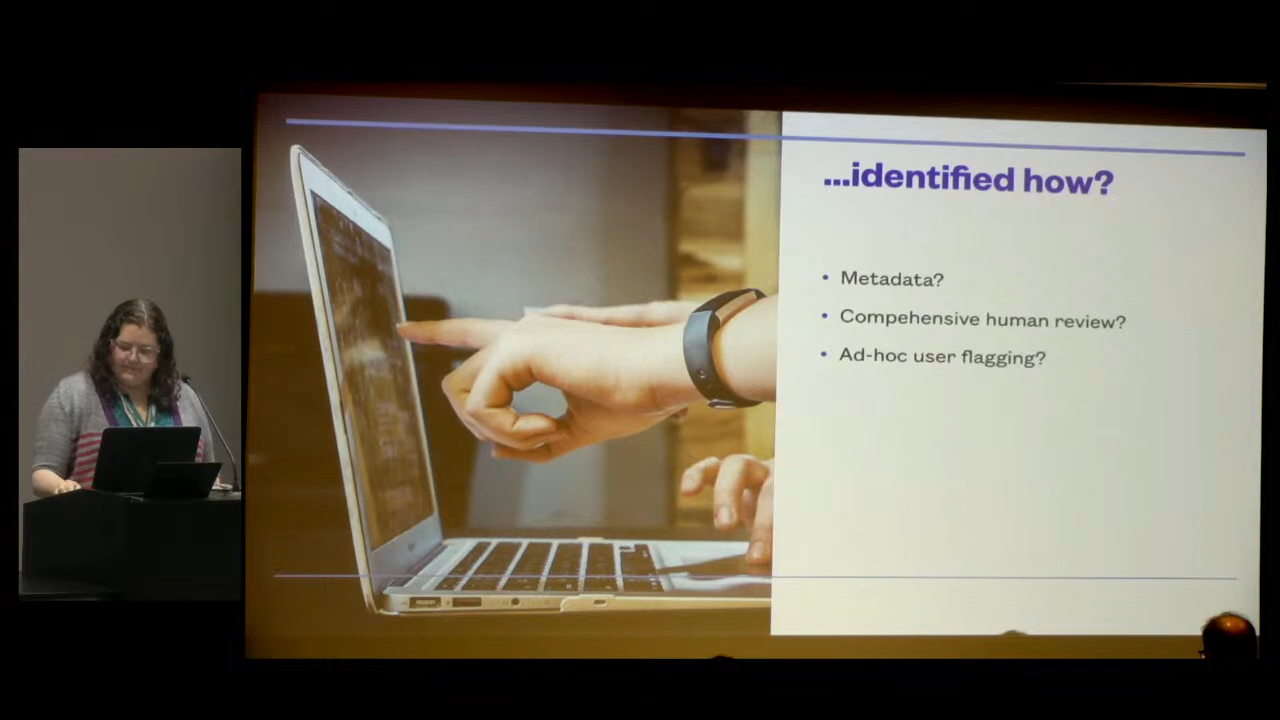 ...identified how?
• Metadata?
• Compehensive human review?
• Ad-hoc user flagging?